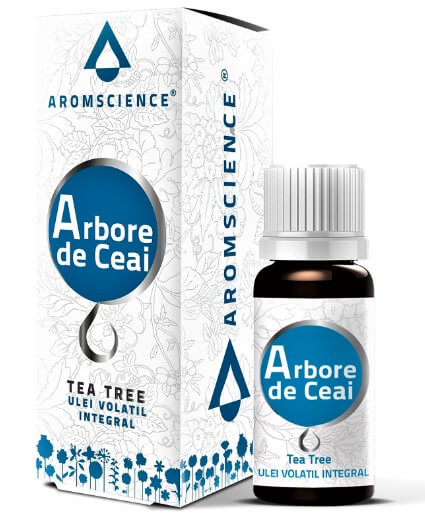 AROMSCIENCE®
Arbore
de Ceai
TEA TREE
ULEI VOLATIL
INTEGRAL
AROMSCIENCE®
Arbore
de Ceai
Tea Tree
ULEI VOLATIL INTEGRAL